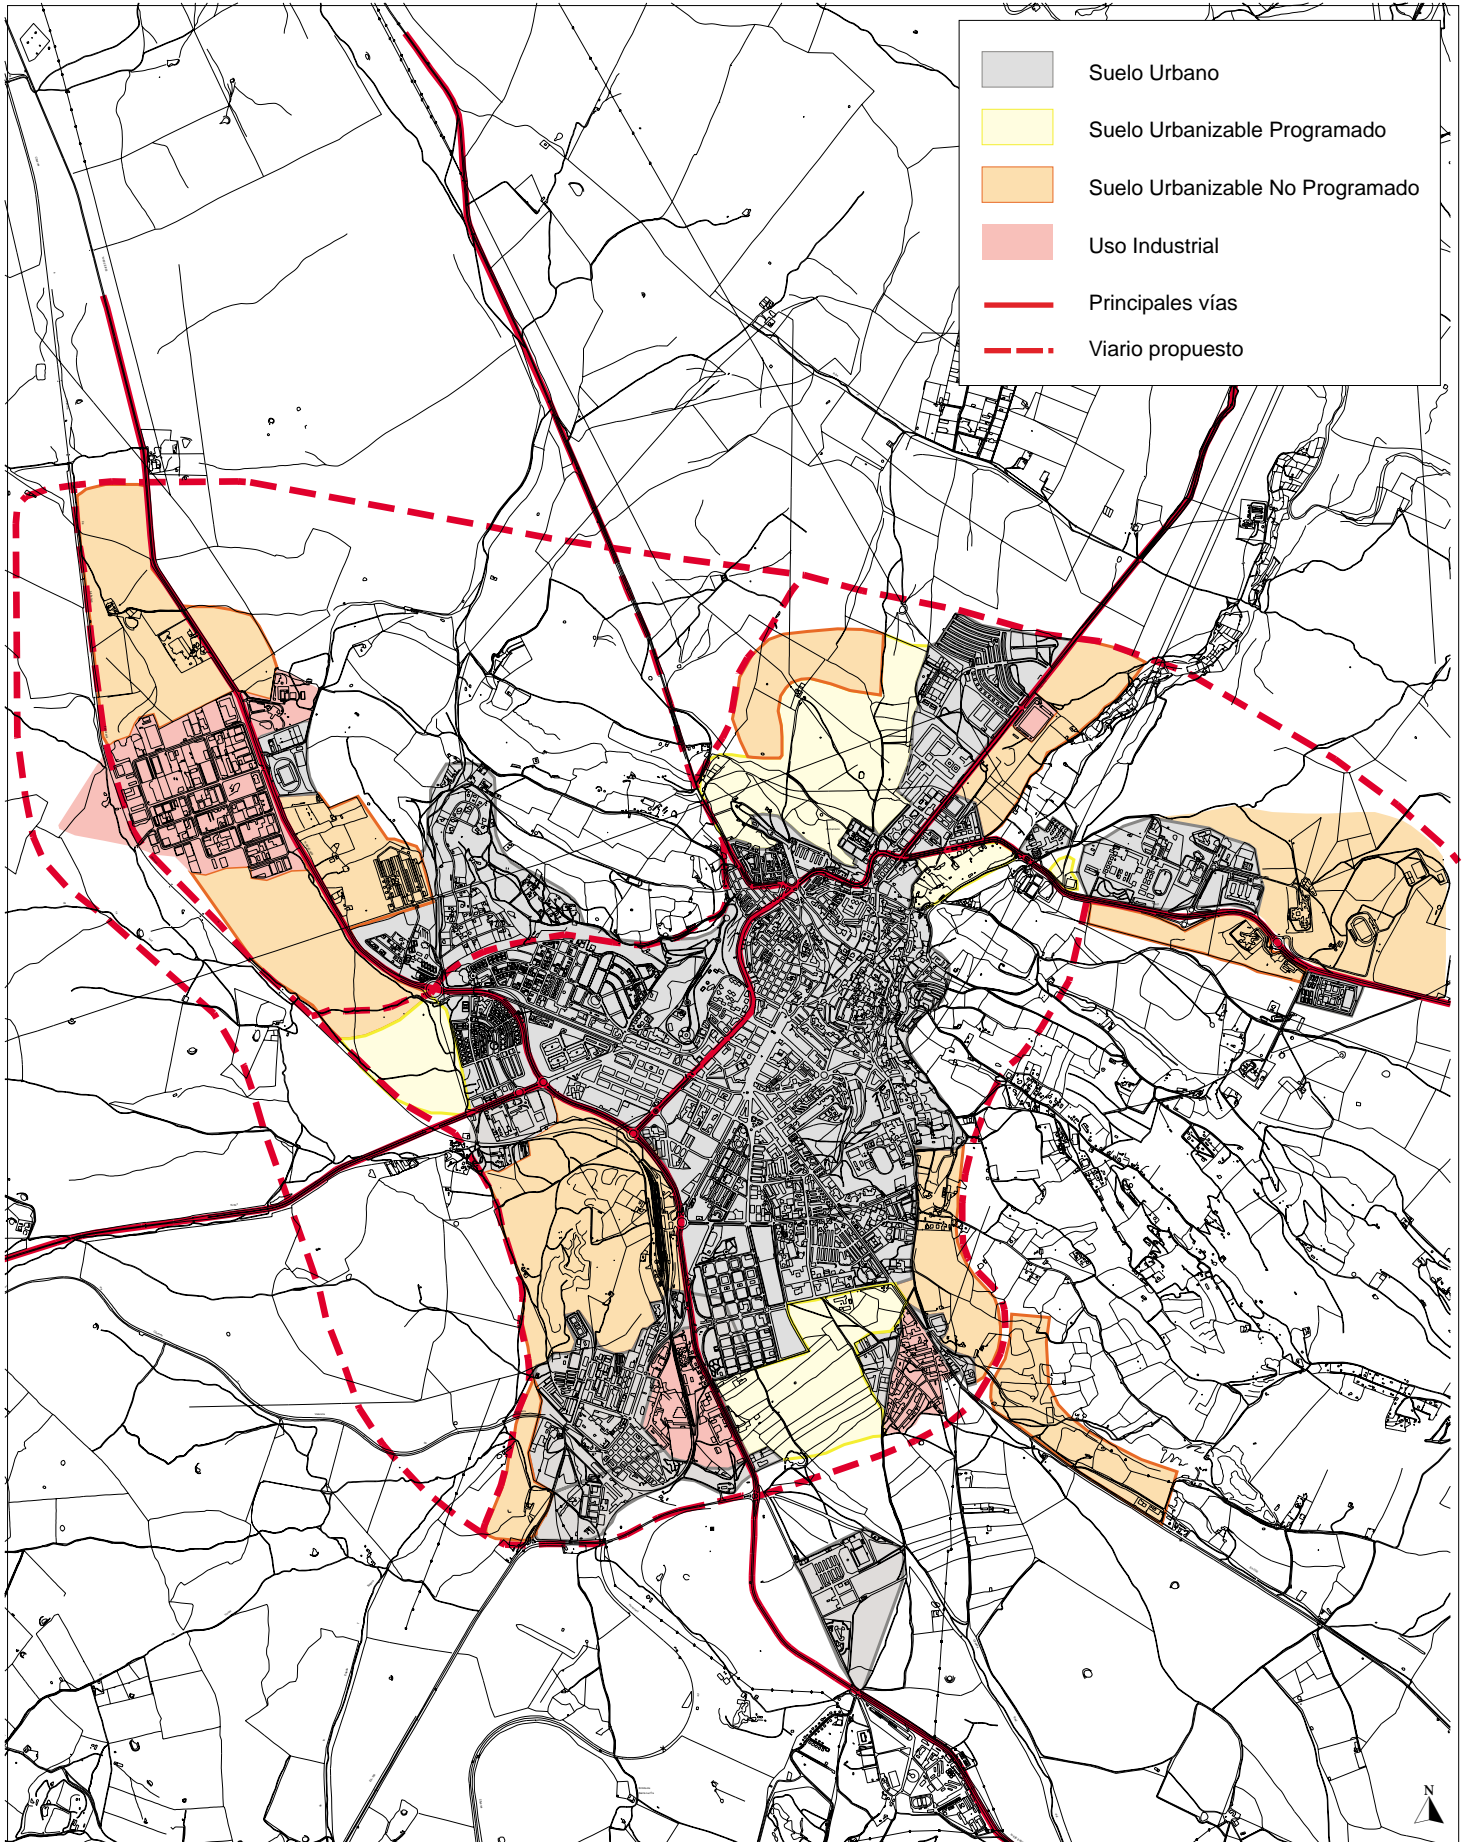 Suelo Urbano
Suelo Urbanizable Programado
Suelo Urbanizable No Programado
Uso Industrial
Principales vías
Viario propuesto
N